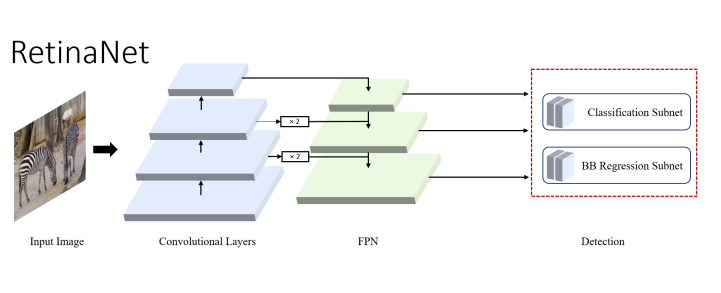 RetinaNet
× 2
× 2
Classification Subnet
BB Regression Subnet
Input Image
Convolutional Layers
FPN
Detection